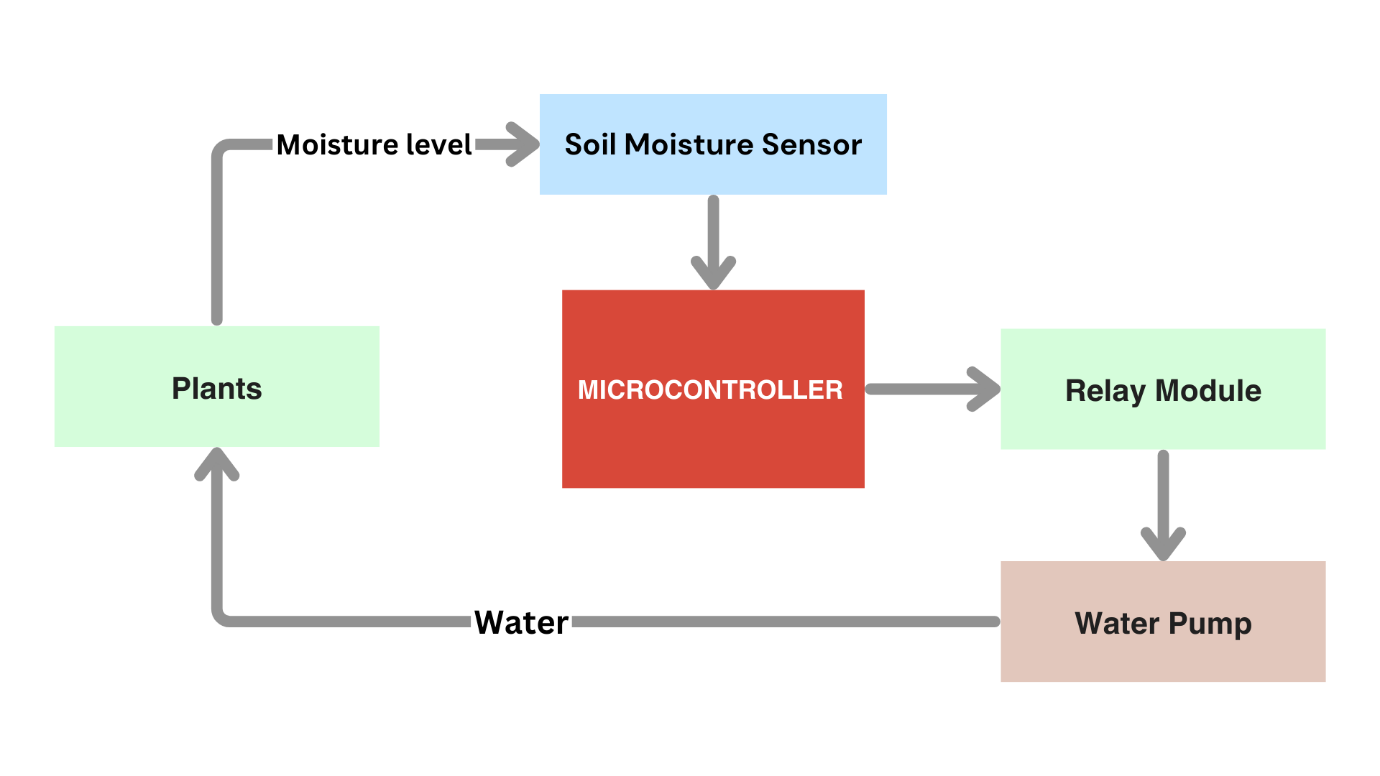 Moisture level
Soil Moisture Sensor
Plants
MICROCONTROLLER
Relay Module
Water
Water Pump